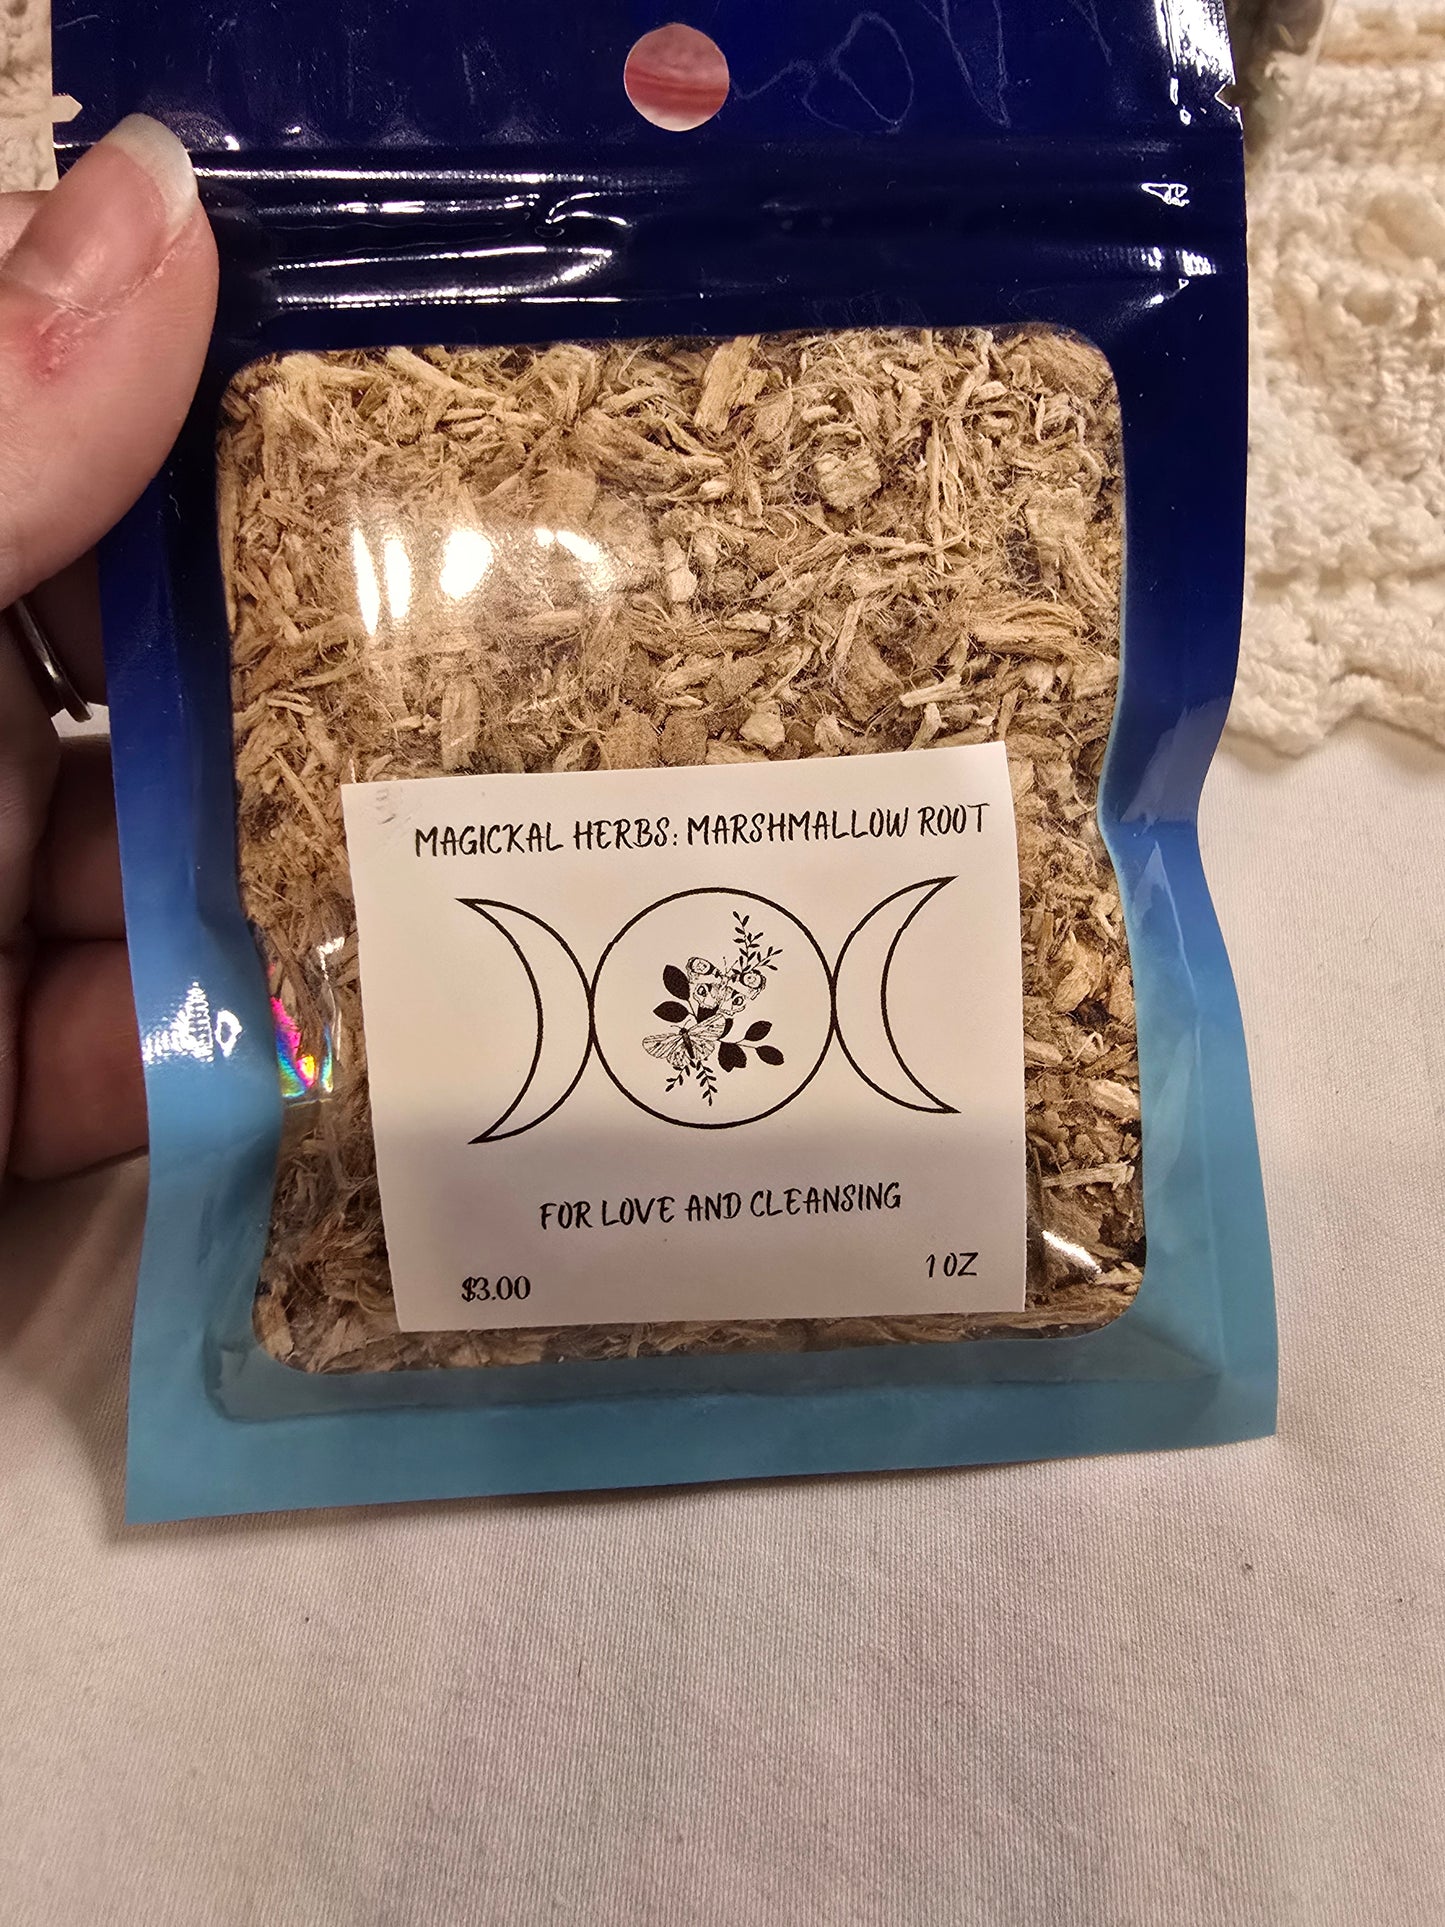 MAGICKAL HERBS: MARSHMALLOW ROOT
FOR LOVE AND CLEANSING
$3.00
1 OZ